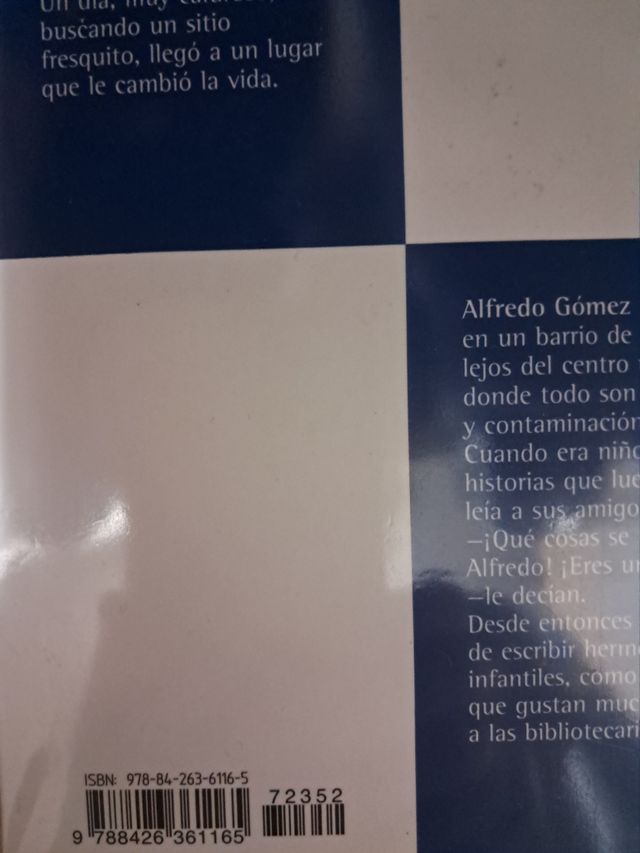 Un día, muy
buscando un sitio
fresquito, llegó a un lugar
que le cambió la vida.
Alfredo Gómez
en un barrio de
lejos del centro
donde todo son
y contaminación
Cuando era niño
historias que
leía a sus amigo
—¡Qué cosas se
Alfredo! ¡Eres
—le decían.
Desde entonces
de escribir
infantiles, como
que gustan
a las
ISBN: 978-84-263-6116-5
72352
9 788426 361165